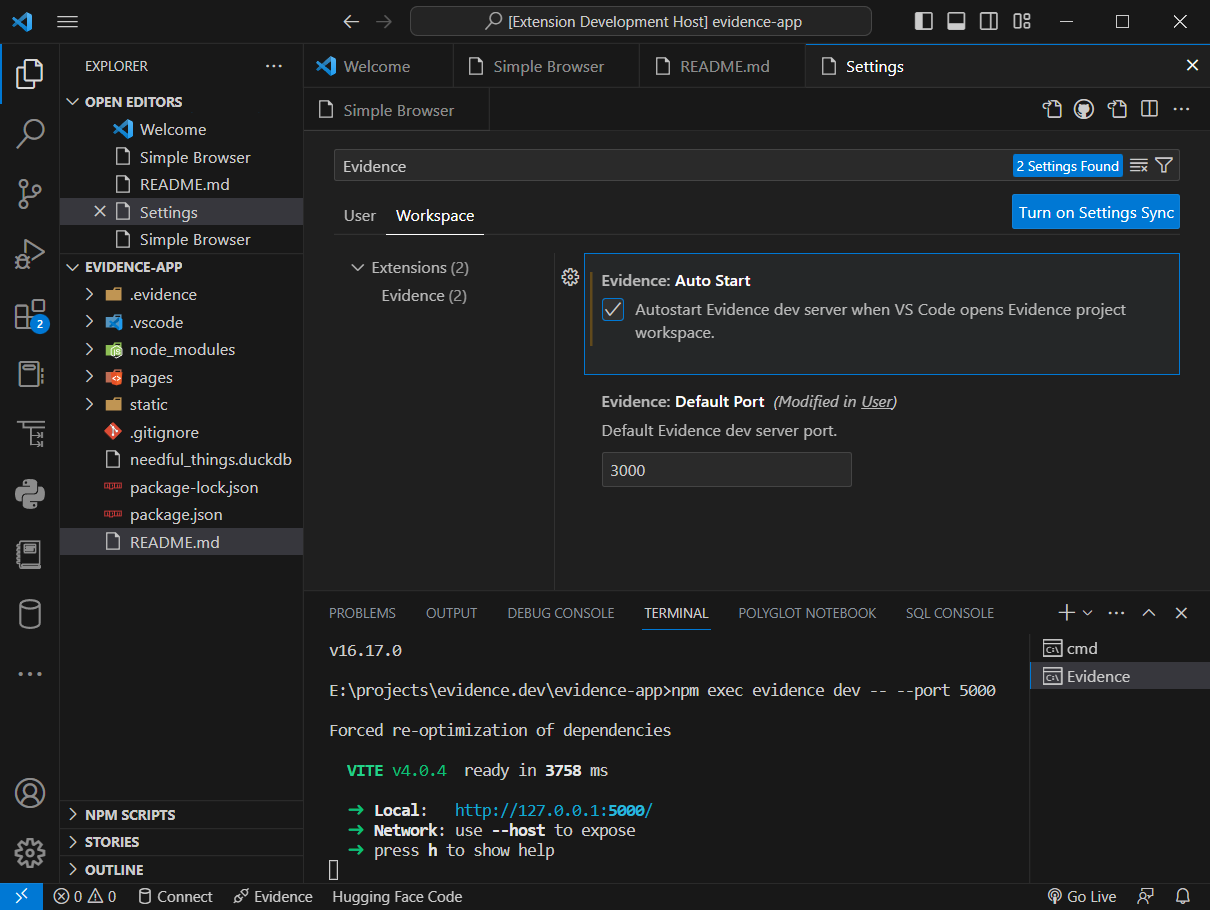 [Extension Development Host] evidence-app
EXPLORER
OPEN EDITORS
Welcome
Simple Browser
README.md
Settings
Simple Browser
EVIDENCE-APP
.evidence
.vscode
node_modules
pages
static
.gitignore
needful_things.duckdb
package-lock.json
package.json
README.md
NPM SCRIPTS
STORIES
OUTLINE
2
Welcome
Simple Browser
README.md
Settings
Simple Browser
Evidence
2 Settings Found
User
Workspace
Turn on Settings Sync
Extensions (2)
Evidence (2)
Evidence: Auto Start
Autostart Evidence dev server when VS Code opens Evidence project
workspace.
Evidence: Default Port (Modified in User)
Default Evidence dev server port.
3000
PROBLEMS
OUTPUT
DEBUG CONSOLE
TERMINAL
POLYGLOT NOTEBOOK
SQL CONSOLE
v16.17.0
E:\projects\evidence.dev\evidence-app>npm exec evidence dev -- --port 5000
Forced re-optimization of dependencies
VITE v4.0.4 ready in 3758 ms
➜ Local: http://127.0.0.1:5000/
➜ Network: use --host to expose
➜ press h to show help
cmd
Evidence
0
0
Connect
Evidence
Hugging Face Code
Go Live